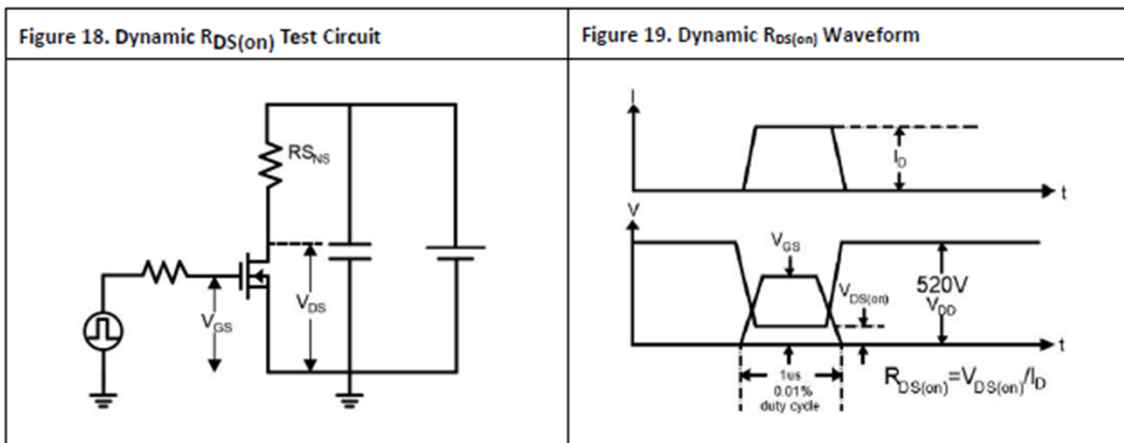 Figure 18. Dynamic RDS(on) Test Circuit
Figure 19. Dynamic RDS(on) Waveform
RSNS
VGS
VDS
I
ID
t
V
VGS
VDS(on)
520V
VDD
t
1us
0.01%
duty cycle
RDS(on)=VDS(on)/ID